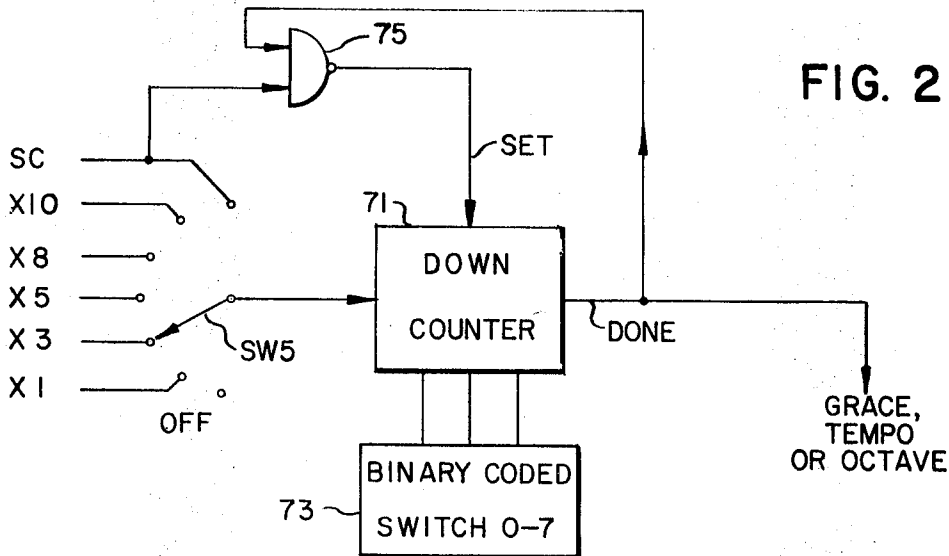 75
FIG. 2
SET
SC
X10
X8
X5
X3
X1
OFF
SW5
71
DOWN
COUNTER
DONE
73
BINARY CODED
SWITCH 0-7
GRACE,
TEMPO
OR OCTAVE